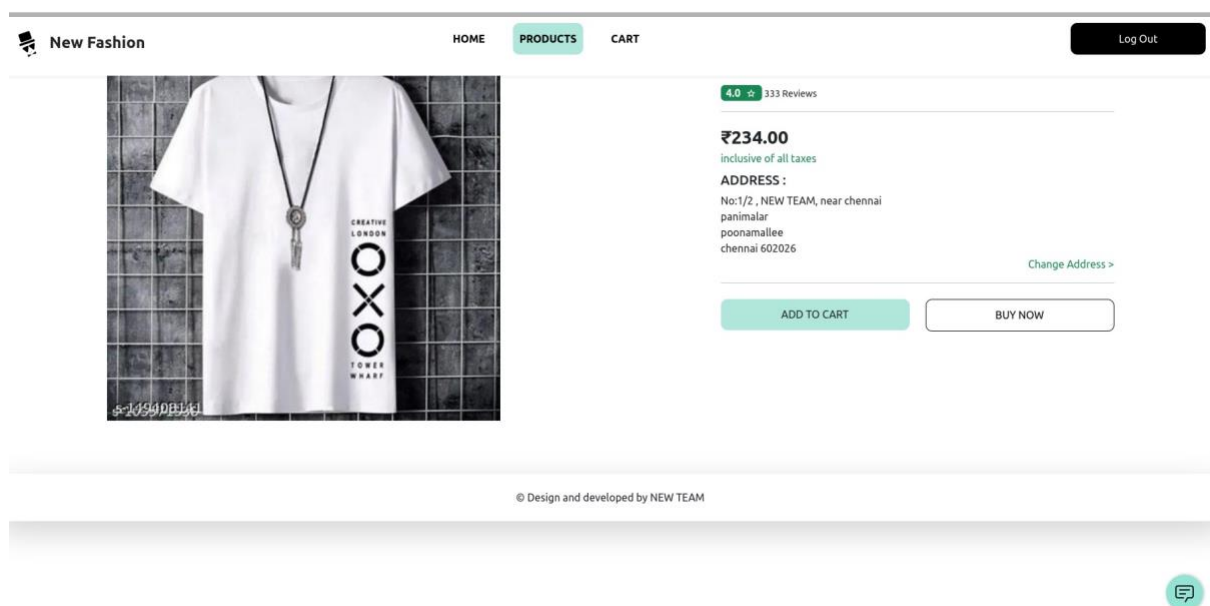 New Fashion
HOME
PRODUCTS
CART
Log Out
4.0 ☆ 333 Reviews
₹234.00
inclusive of all taxes
ADDRESS :
No:1/2 , NEW TEAM, near chennai
panimalar
poonamallee
chennai 602026
Change Address >
ADD TO CART
BUY NOW
CREATIVE
LONDON
OXO
TOWER
WHARF
© Design and developed by NEW TEAM